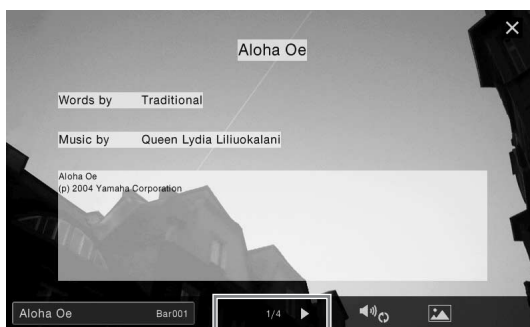 Aloha Oe
Words by Traditional
Music by Queen Lydia Liliuokalani
Aloha Oe
(p) 2004 Yamaha Corporation
Aloha Oe Bar001 1/4